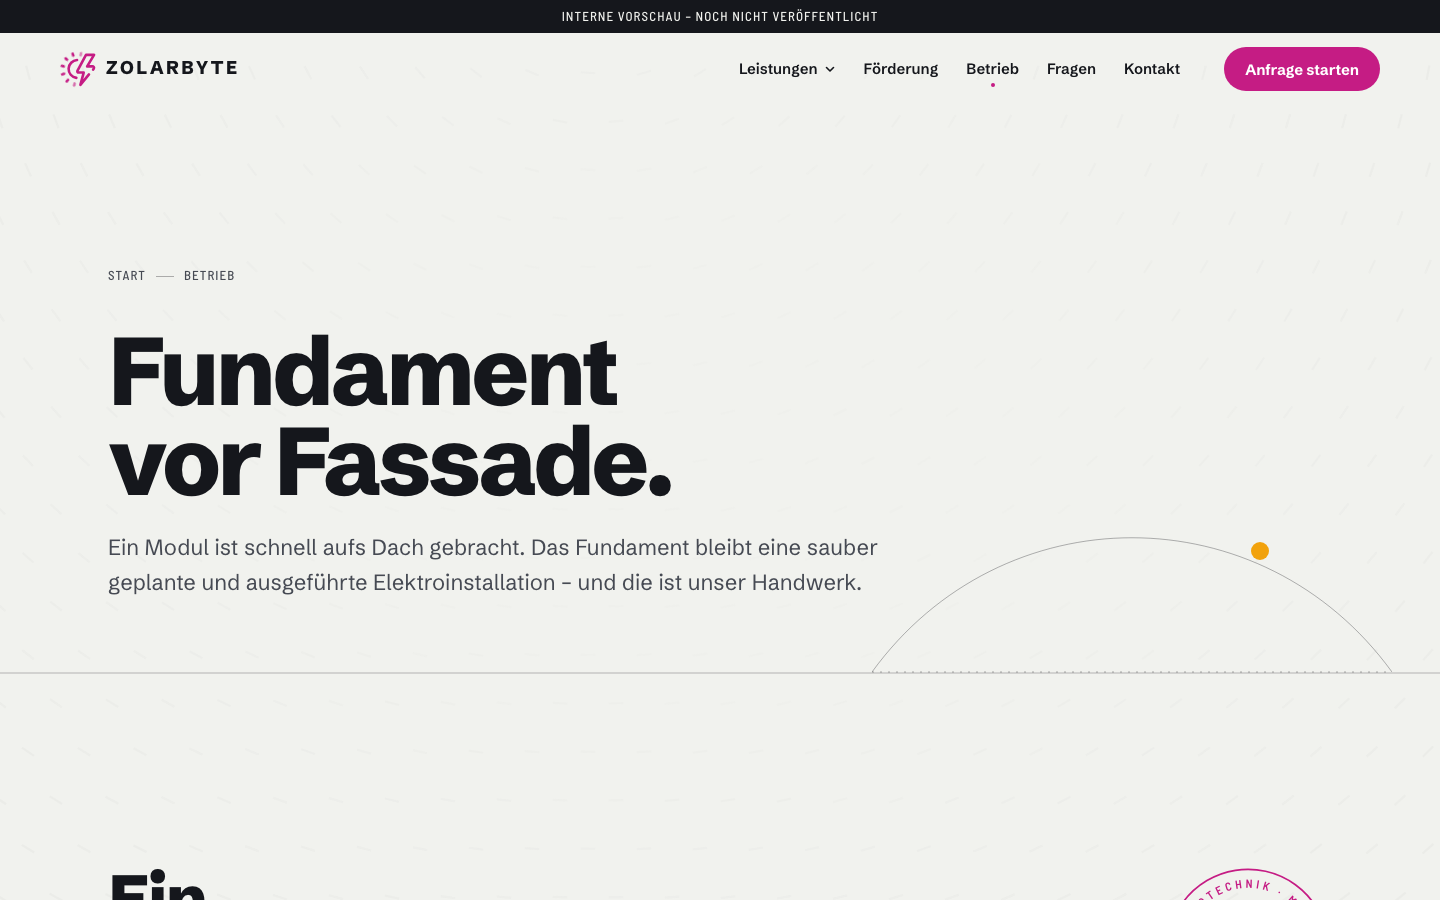 INTERNE VORSCHAU – NOCH NICHT VERÖFFENTLICHT
ZOLARBYTE
Leistungen
Förderung
Betrieb
Fragen
Kontakt
Anfrage starten
START — BETRIEB
Fundament
vor Fassade.
Ein Modul ist schnell aufs Dach gebracht. Das Fundament bleibt eine sauber
geplante und ausgeführte Elektroinstallation – und die ist unser Handwerk.
Ein